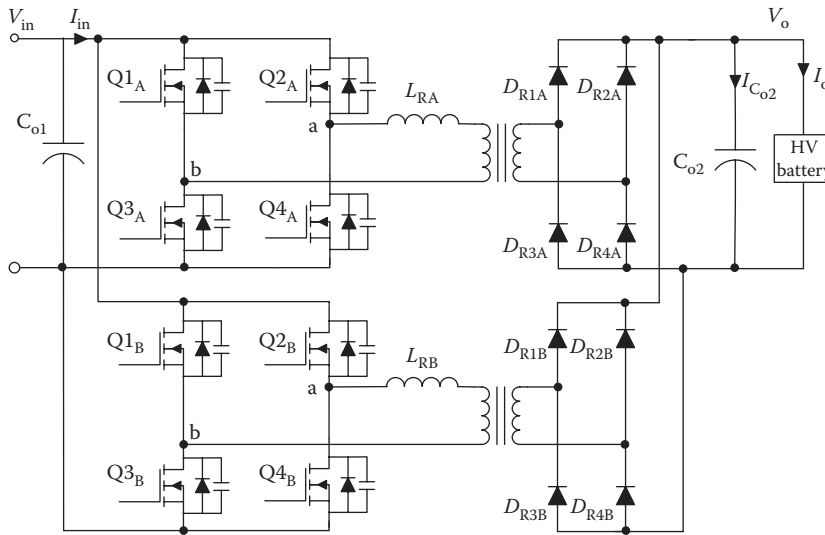 V_in
I_in
V_o
Q1_A
Q2_A
D_R1A
D_R2A
I_C_o2
I_o
L_RA
C_o1
a
b
C_o2
HV
battery
Q3_A
Q4_A
D_R3A
D_R4A
Q1_B
Q2_B
D_R1B
D_R2B
L_RB
a
b
Q3_B
Q4_B
D_R3B
D_R4B